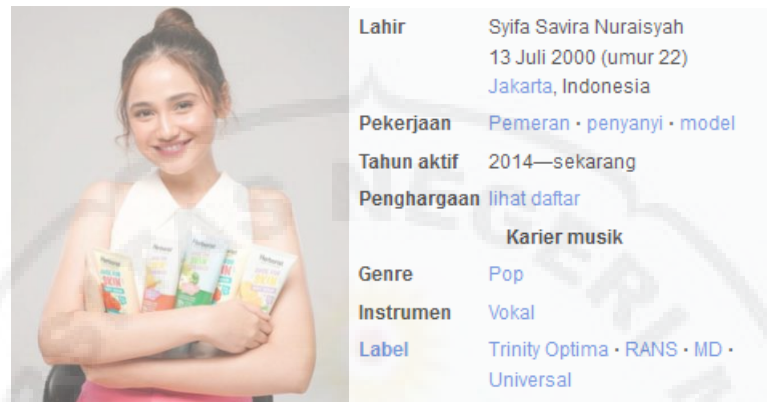 Lahir Syifa Savira Nuraisyah
13 Juli 2000 (umur 22)
Jakarta, Indonesia
Pekerjaan Pemeran · penyanyi · model
Tahun aktif 2014—sekarang
Penghargaan lihat daftar
Karier musik
Genre Pop
Instrumen Vokal
Label Trinity Optima · RANS · MD ·
Universal
NEGERI